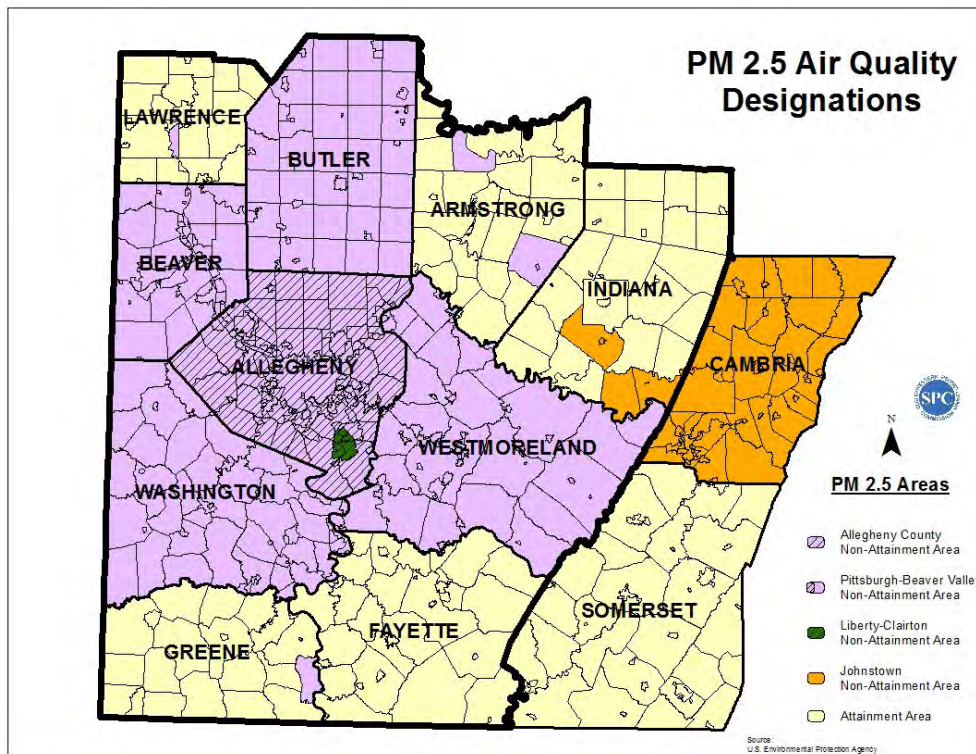 PM 2.5 Air Quality
Designations
LAWRENCE
BUTLER
ARMSTRONG
BEAVER
INDIANA
ALLEGHENY
CAMBRIA
SPC
N
WESTMORELAND
WASHINGTON
PM 2.5 Areas
Allegheny County
Non-Attainment Area
Pittsburgh-Beaver Valle
Non-Attainment Area
SOMERSET
FAYETTE
GREENE
Liberty-Clairton
Non-Attainment Area
Johnstown
Non-Attainment Area
Attainment Area
Source:
U.S. Environmental Protection Agency